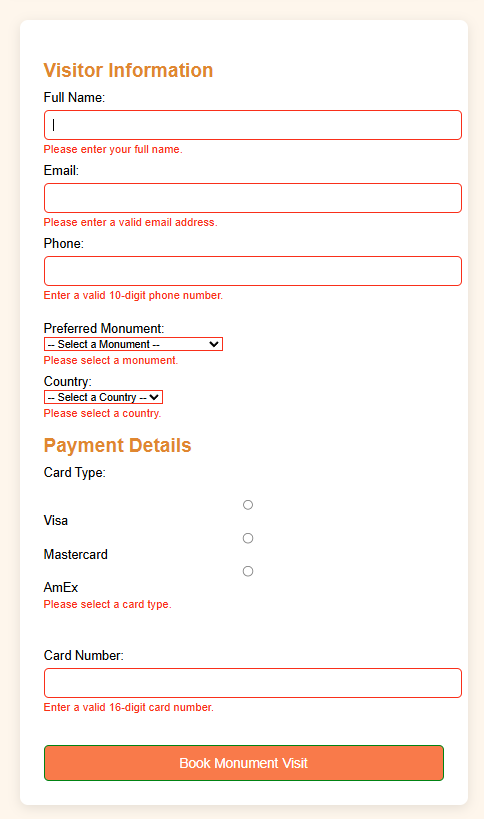 Visitor Information
Full Name:
Please enter your full name.
Email:
Please enter a valid email address.
Phone:
Enter a valid 10-digit phone number.
Preferred Monument:
-- Select a Monument --
Please select a monument.
Country:
-- Select a Country --
Please select a country.
Payment Details
Card Type:
Visa
Mastercard
AmEx
Please select a card type.
Card Number:
Enter a valid 16-digit card number.
Book Monument Visit